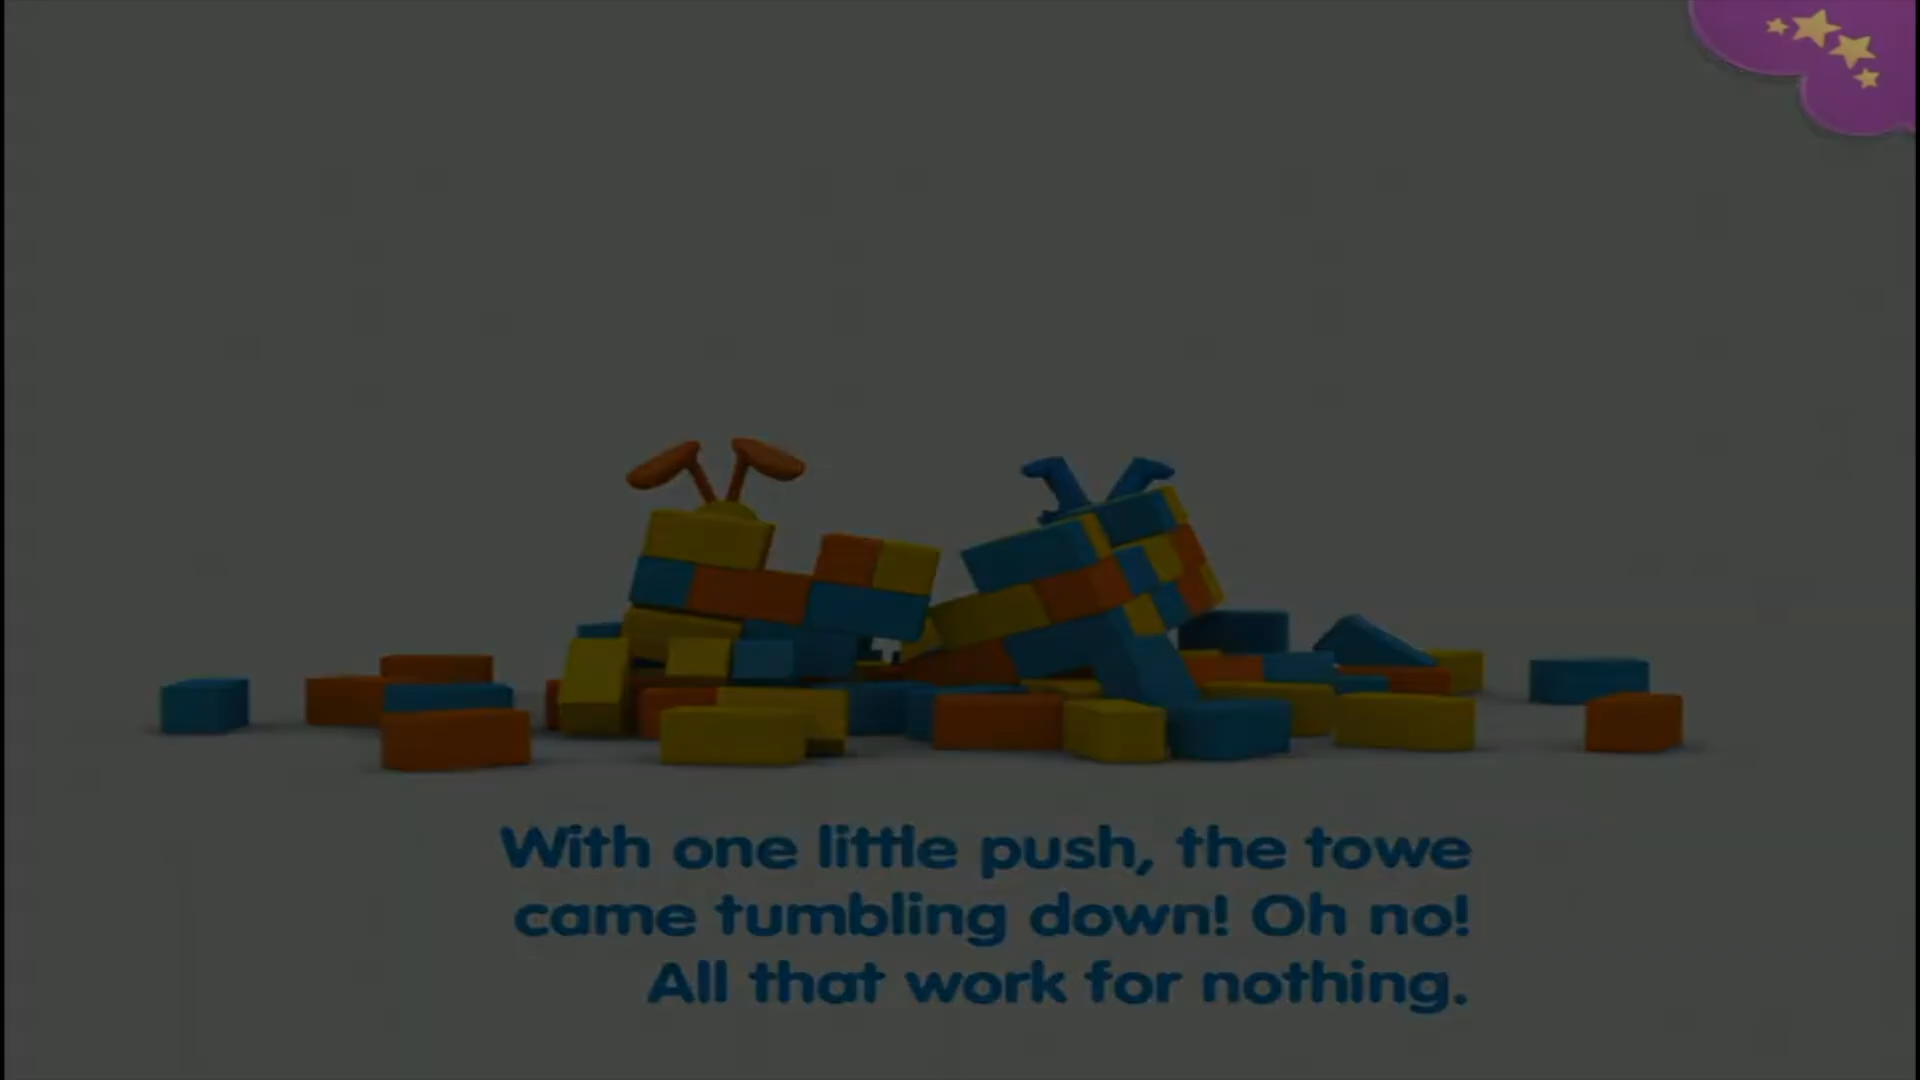 With one little push, the towe
came tumbling down! Oh no!
All that work for nothing.